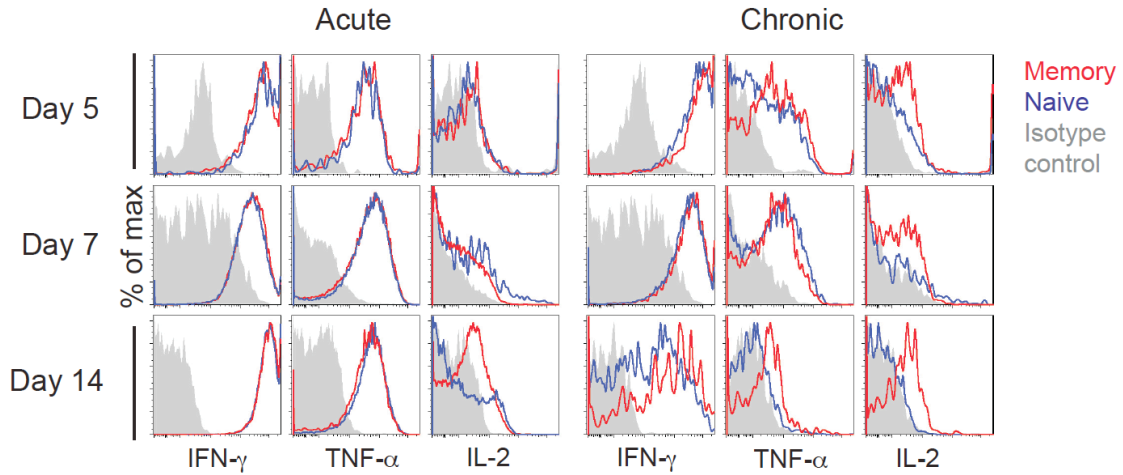 Acute
Chronic
Day 5
Day 7
Day 14
% of max
IFN-γ
TNF-α
IL-2
IFN-γ
TNF-α
IL-2
Memory
Naive
Isotype
control